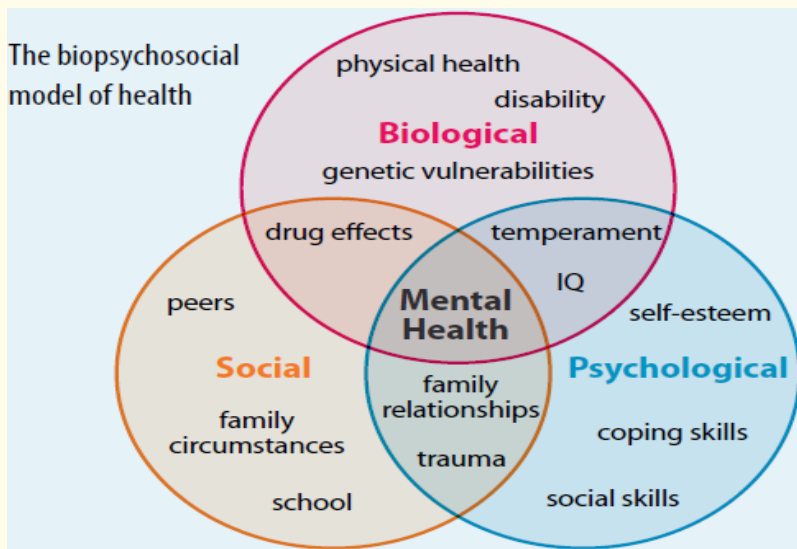 The biopsychosocial
model of health
physical health
disability
Biological
genetic vulnerabilities
drug effects
temperament
IQ
peers
Mental
Health
self-esteem
Social
Psychological
family
relationships
family
circumstances
coping skills
trauma
school
social skills